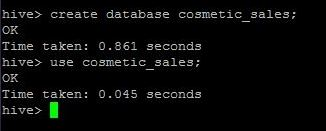 hive> create database cosmetic_sales;
OK
Time taken: 0.861 seconds
hive> use cosmetic_sales;
OK
Time taken: 0.045 seconds
hive>